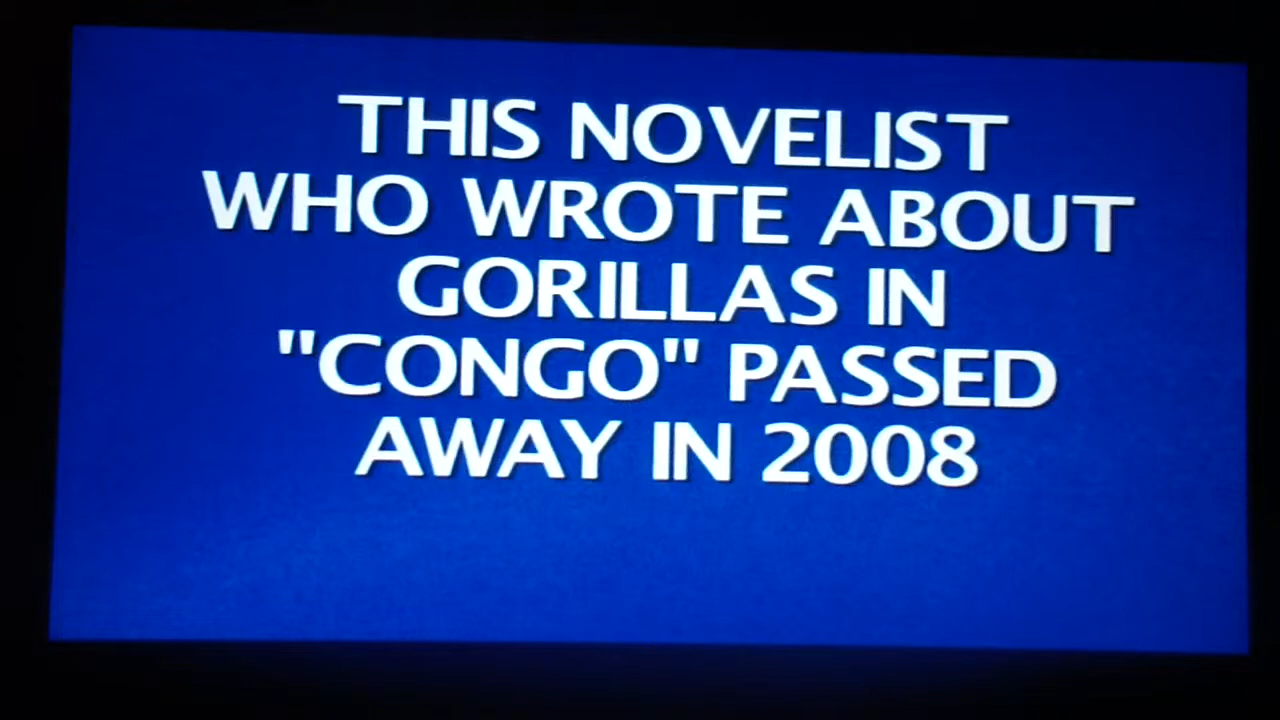 THIS NOVELIST
WHO WROTE ABOUT
GORILLAS IN
"CONGO" PASSED
AWAY IN 2008